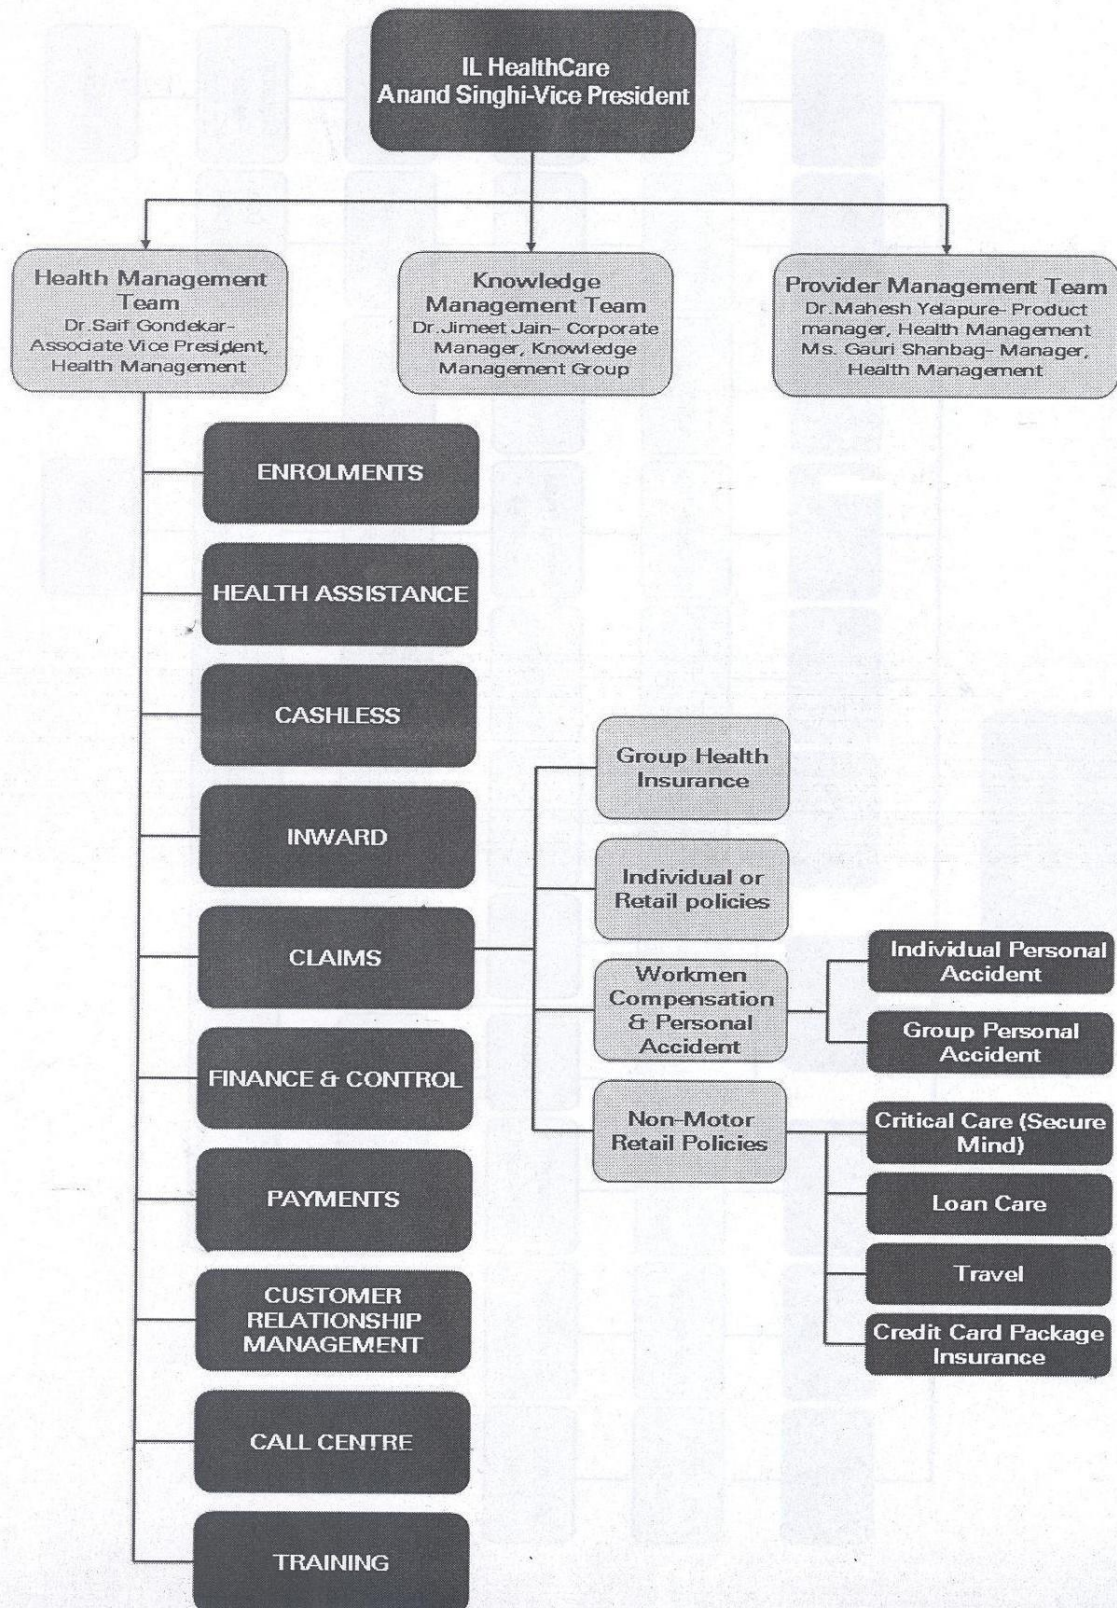 IL HealthCare
Anand Singhi-Vice President
Health Management
Team
Dr.Saif Gondekar-
Associate Vice President,
Health Management
Knowledge
Management Team
Dr.Jimeet Jain- Corporate
Manager, Knowledge
Management Group
Provider Management Team
Dr.Mahesh Yelapure- Product
manager, Health Management
Ms. Gauri Shanbag- Manager,
Health Management
ENROLMENTS
HEALTH ASSISTANCE
CASHLESS
INWARD
CLAIMS
FINANCE & CONTROL
PAYMENTS
CUSTOMER
RELATIONSHIP
MANAGEMENT
CALL CENTRE
TRAINING
Group Health
Insurance
Individual or
Retail policies
Workmen
Compensation
& Personal
Accident
Non-Motor
Retail Policies
Individual Personal
Accident
Group Personal
Accident
Critical Care (Secure
Mind)
Loan Care
Travel
Credit Card Package
Insurance